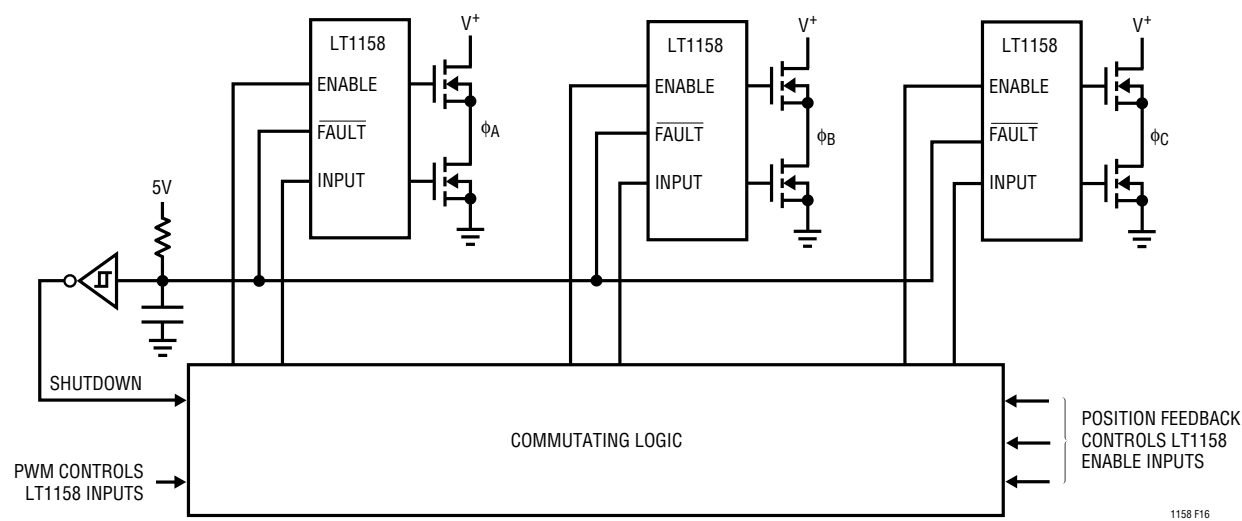 V+
LT1158
ENABLE
FAULT
INPUT
ϕA
V+
LT1158
ENABLE
FAULT
INPUT
ϕB
V+
LT1158
ENABLE
FAULT
INPUT
ϕC
5V
SHUTDOWN
PWM CONTROLS
LT1158 INPUTS
COMMUTATING LOGIC
POSITION FEEDBACK
CONTROLS LT1158
ENABLE INPUTS
1158 F16